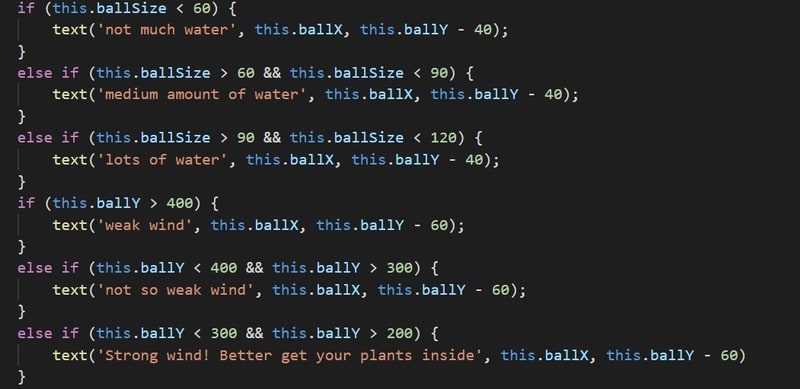 if (this.ballSize < 60) {
    text('not much water', this.ballX, this.ballY - 40);
}
else if (this.ballSize > 60 && this.ballSize < 90) {
    text('medium amount of water', this.ballX, this.ballY - 40);
}
else if (this.ballSize > 90 && this.ballSize < 120) {
    text('lots of water', this.ballX, this.ballY - 40);
}
if (this.ballY > 400) {
    text('weak wind', this.ballX, this.ballY - 60);
}
else if (this.ballY < 400 && this.ballY > 300) {
    text('not so weak wind', this.ballX, this.ballY - 60);
}
else if (this.ballY < 300 && this.ballY > 200) {
    text('Strong wind! Better get your plants inside', this.ballX, this.ballY - 60)
}